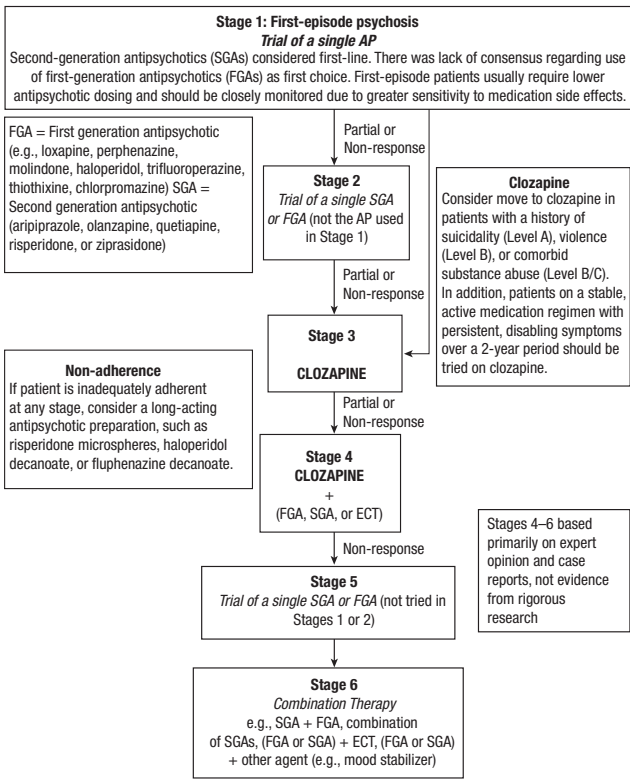 Stage 1: First-episode psychosis
Trial of a single AP
Second-generation antipsychotics (SGAs) considered first-line. There was lack of consensus regarding use
of first-generation antipsychotics (FGAs) as first choice. First-episode patients usually require lower
antipsychotic dosing and should be closely monitored due to greater sensitivity to medication side effects.
FGA = First generation antipsychotic
(e.g., loxapine, perphenazine,
molindone, haloperidol, trifluroperazine,
thiothixine, chlorpromazine) SGA =
Second generation antipsychotic
(aripiprazole, olanzapine, quetiapine,
risperidone, or ziprasidone)
Partial or
Non-response
Stage 2
Trial of a single SGA
or FGA (not the AP used
in Stage 1)
Clozapine
Consider move to clozapine in
patients with a history of
suicidality (Level A), violence
(Level B), or comorbid
substance abuse (Level B/C).
In addition, patients on a stable,
active medication regimen with
persistent, disabling symptoms
over a 2-year period should be
tried on clozapine.
Partial or
Non-response
Stage 3
CLOZAPINE
Non-adherence
If patient is inadequately adherent
at any stage, consider a long-acting
antipsychotic preparation, such as
risperidone microspheres, haloperidol
decanoate, or fluphenazine decanoate.
Partial or
Non-response
Stage 4
CLOZAPINE
+
(FGA, SGA, or ECT)
Stages 4–6 based
primarily on expert
opinion and case
reports, not evidence
from rigorous
research
Non-response
Stage 5
Trial of a single SGA or FGA (not tried in
Stages 1 or 2)
Stage 6
Combination Therapy
e.g., SGA + FGA, combination
of SGAs, (FGA or SGA) + ECT, (FGA or SGA)
+ other agent (e.g., mood stabilizer)